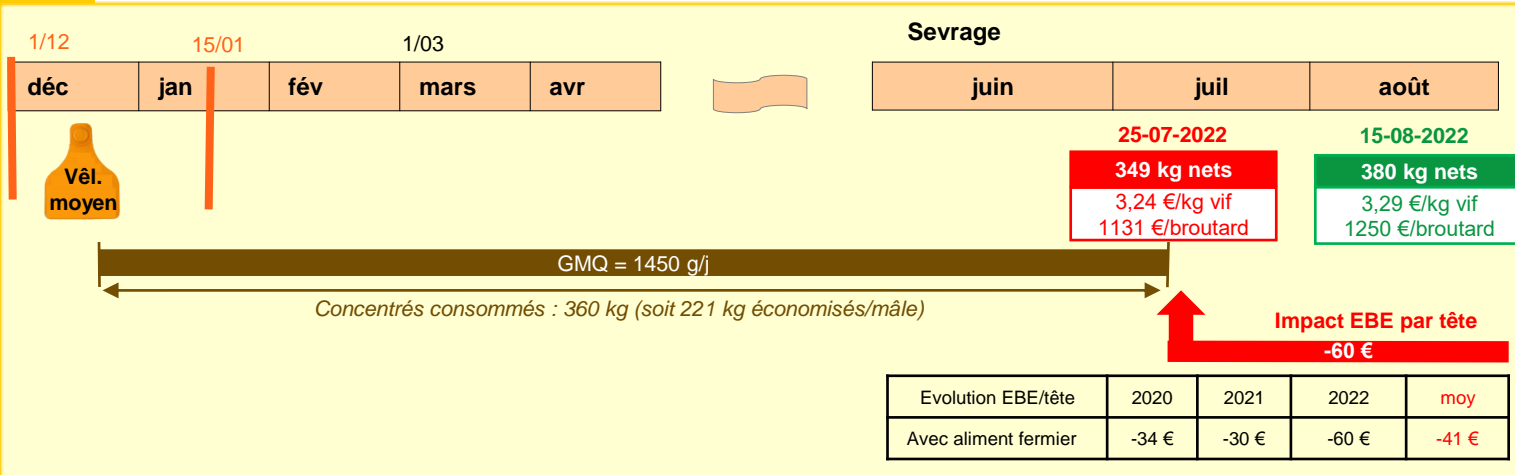 Sevrage
1/12
15/01
1/03
déc
jan
fév
mars
avr
juin
juil
août
Vêl.
moyen
25-07-2022
349 kg nets
3,24 €/kg vif
1131 €/broutard
15-08-2022
380 kg nets
3,29 €/kg vif
1250 €/broutard
GMQ = 1450 g/j
Concentrés consommés : 360 kg (soit 221 kg économisés/mâle)
Impact EBE par tête
-60 €
Evolution EBE/tête 2020 2021 2022 moy
Avec aliment fermier -34 € -30 € -60 € -41 €